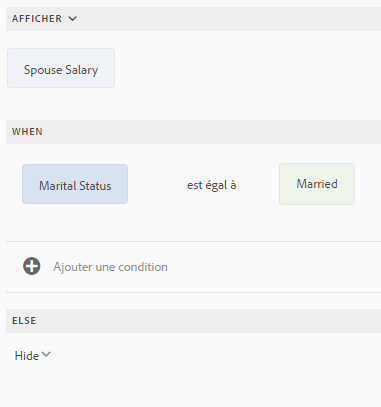 AFFICHER
Spouse Salary
WHEN
Marital Status est égal à Married
Ajouter une condition
ELSE
Hide